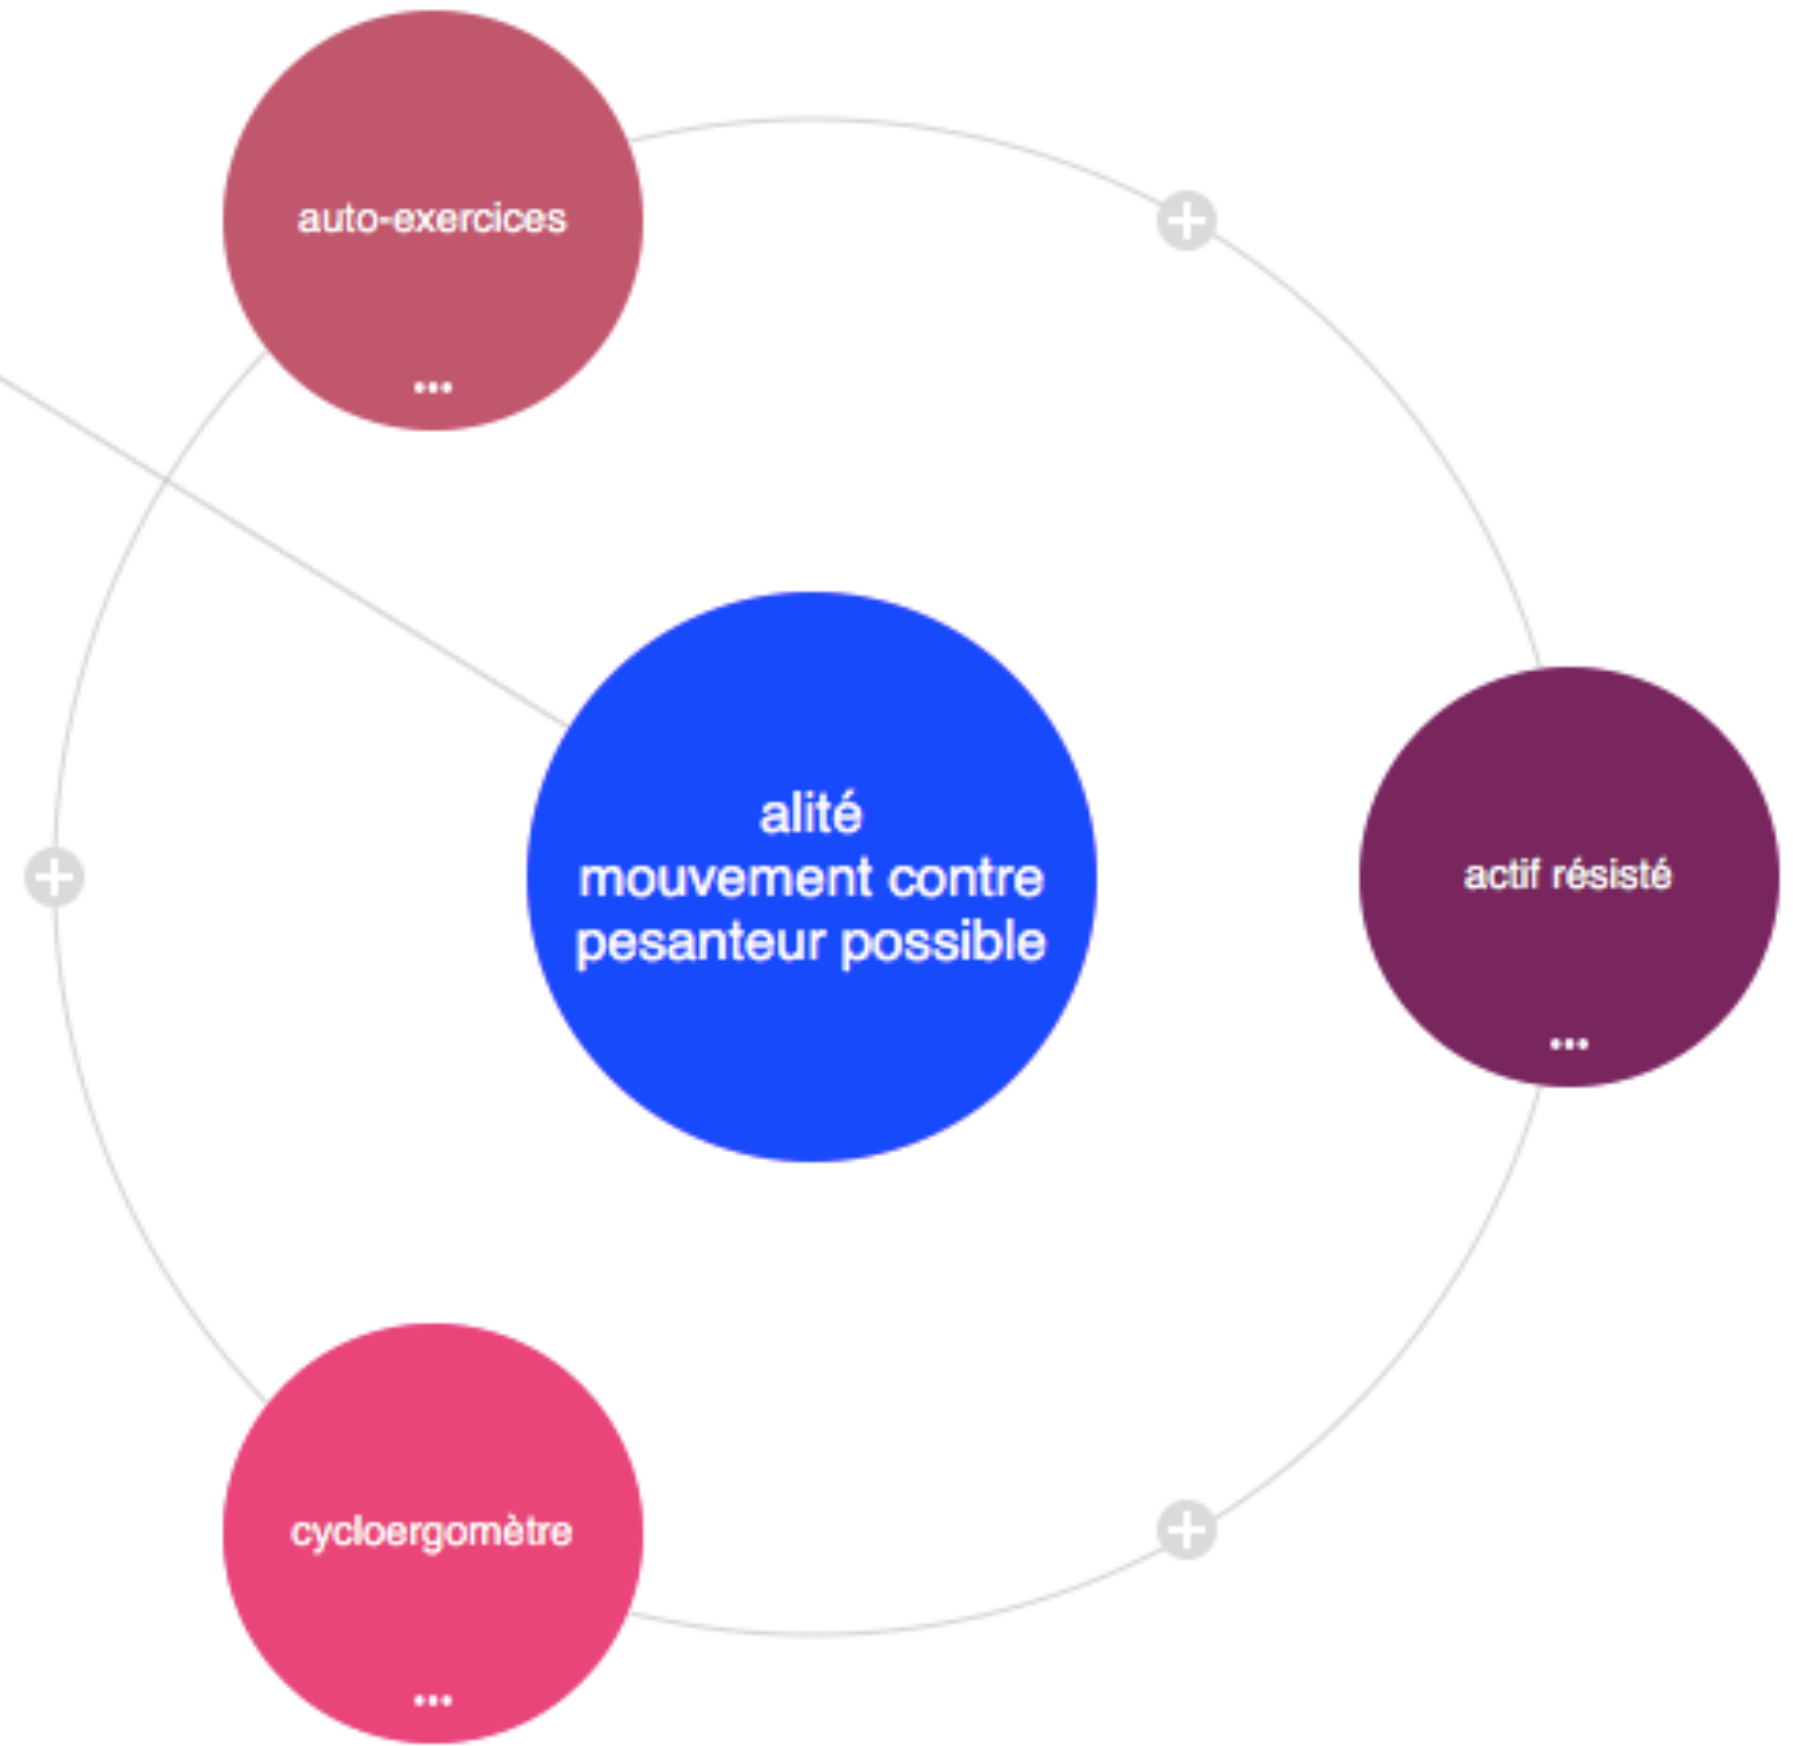 auto-exercices
...
alité
mouvement contre
pesanteur possible
actif résisté
...
cycloergomètre
...